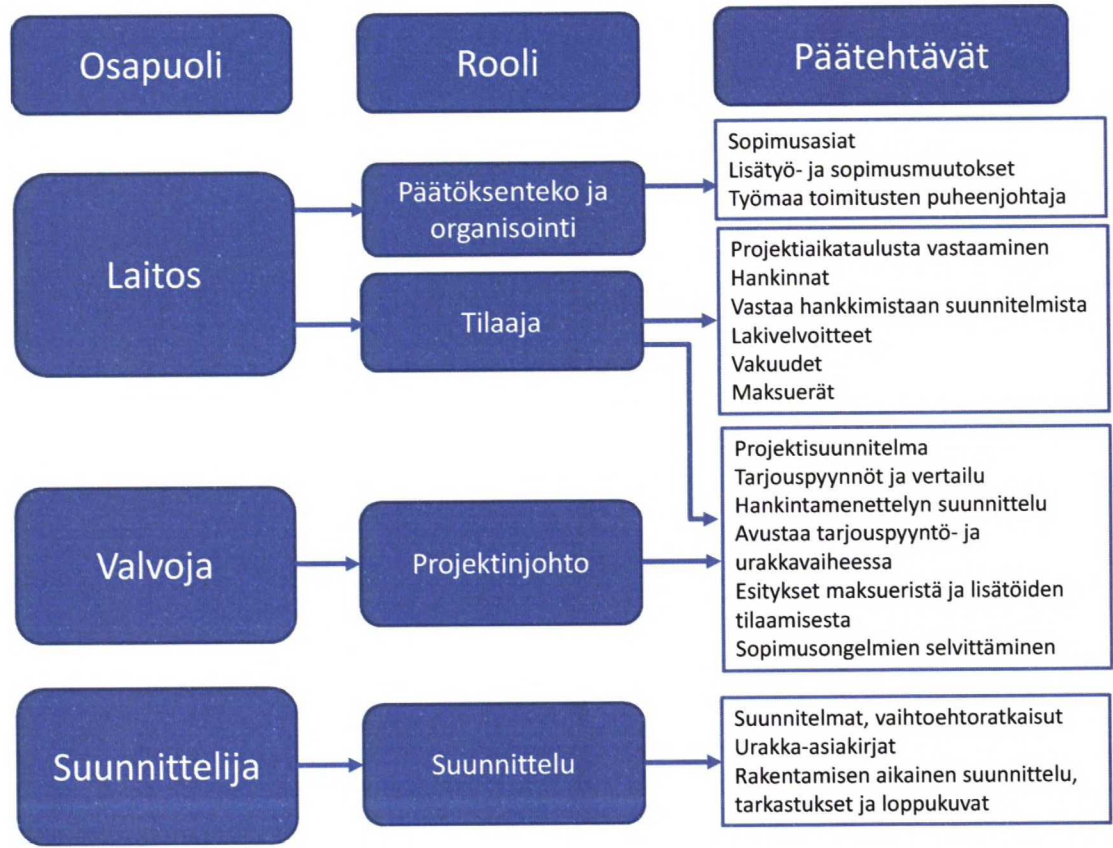 Osapuoli
Rooli
Päätehtävät
Laitos
Päätöksenteko ja
organisointi
Sopimusasiat
Lisätyö- ja sopimusmuutokset
Työmaa toimitusten puheenjohtaja
Tilaaja
Projektiaikataulusta vastaaminen
Hankinnat
Vastaa hankkimistaan suunnitelmista
Lakivelvoitteet
Vakuudet
Maksuerät
Valvoja
Projektinjohto
Projektisuunnitelma
Tarjouspyynnöt ja vertailu
Hankintamenettelyn suunnittelu
Avustaa tarjouspyyntö- ja
urakkavaiheessa
Esitykset maksueristä ja lisätöiden
tilaamisesta
Sopimusongelmien selvittäminen
Suunnittelija
Suunnittelu
Suunnitelmat, vaihtoehtoratkaisut
Urakka-asiakirjat
Rakentamisen aikainen suunnittelu,
tarkastukset ja loppukuvat